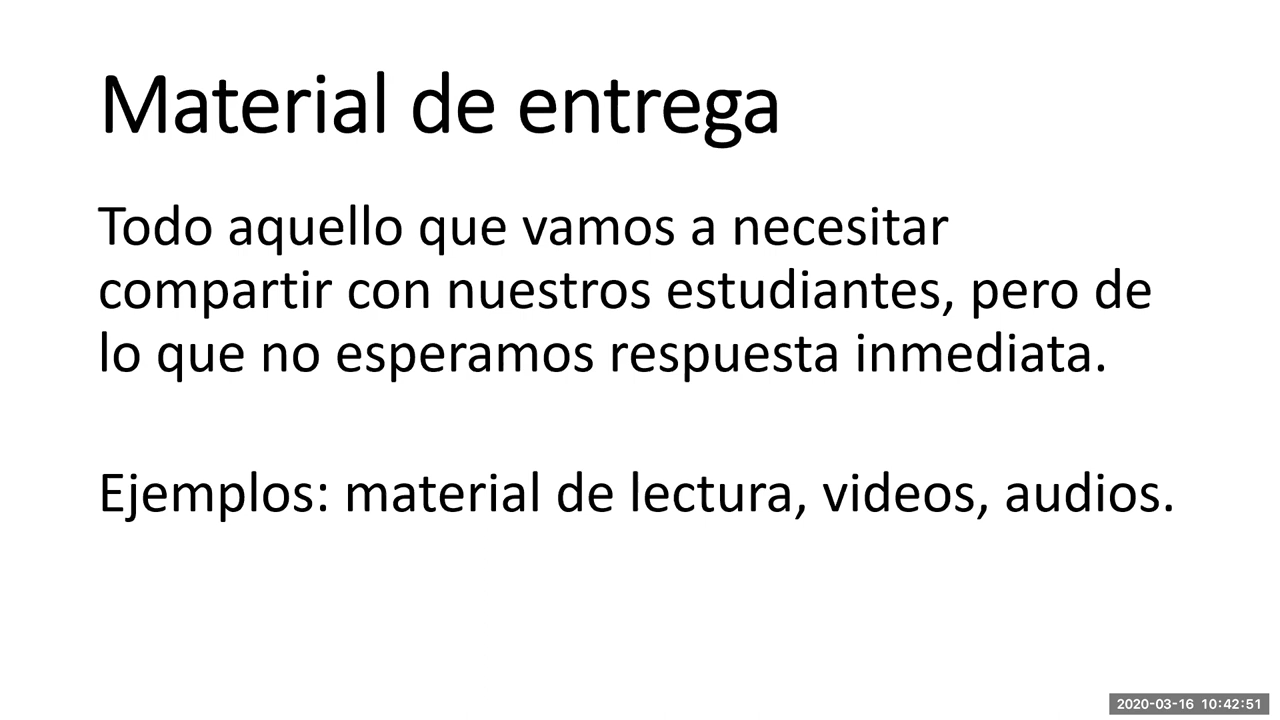 Material de entrega
Todo aquello que vamos a necesitar
compartir con nuestros estudiantes, pero de
lo que no esperamos respuesta inmediata.
Ejemplos: material de lectura, videos, audios.
2020-03-16 10:42:51